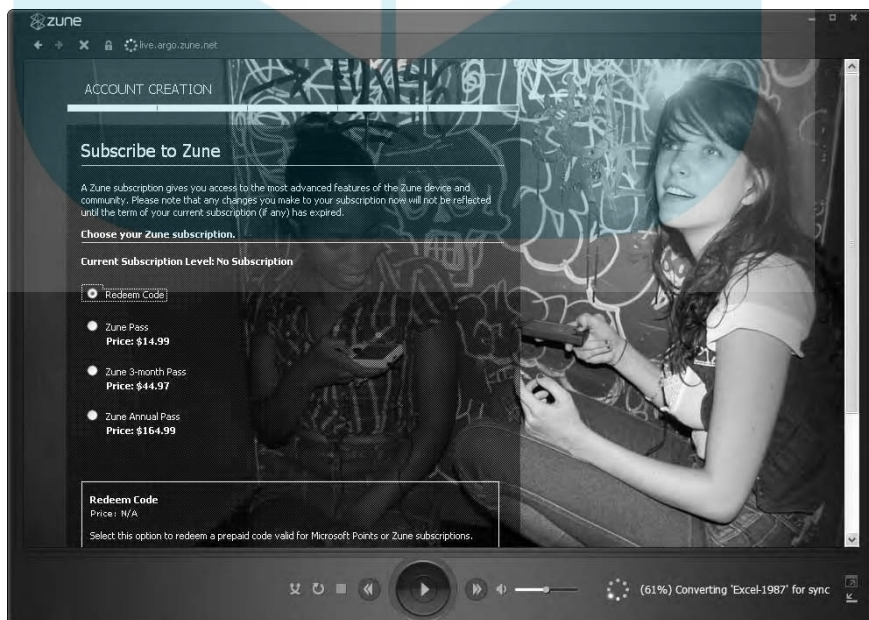 zune
live.argo.zune.net
ACCOUNT CREATION
Subscribe to Zune
A Zune subscription gives you access to the most advanced features of the Zune device and
community. Please note that any changes you make to your subscription now will not be reflected
until the term of your current subscription (if any) has expired.
Choose your Zune subscription.
Current Subscription Level: No Subscription
Redeem Code
Zune Pass
Price: $14.99
Zune 3-month Pass
Price: $44.97
Zune Annual Pass
Price: $164.99
Redeem Code
Price: N/A
Select this option to redeem a prepaid code valid for Microsoft Points or Zune subscriptions.
(61%) Converting 'Excel-1987' for sync